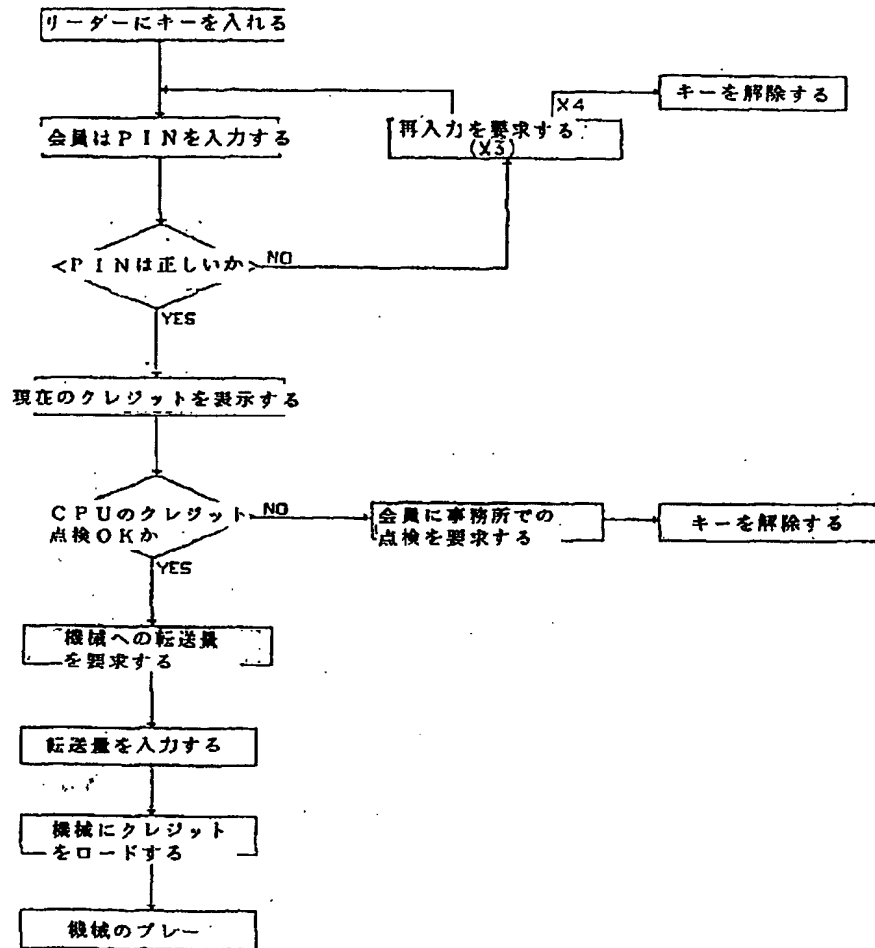 リーダーにキーを入れる
会員はPINを入力する
再入力を要求する
(X3)
X4
キーを解除する
<PINは正しいか>
NO
YES
現在のクレジットを表示する
CPUのクレジット
点検OKか
NO
会員に事務所での
点検を要求する
キーを解除する
YES
機械への転送量
を要求する
転送量を入力する
機械にクレジット
をロードする
機械のプレー